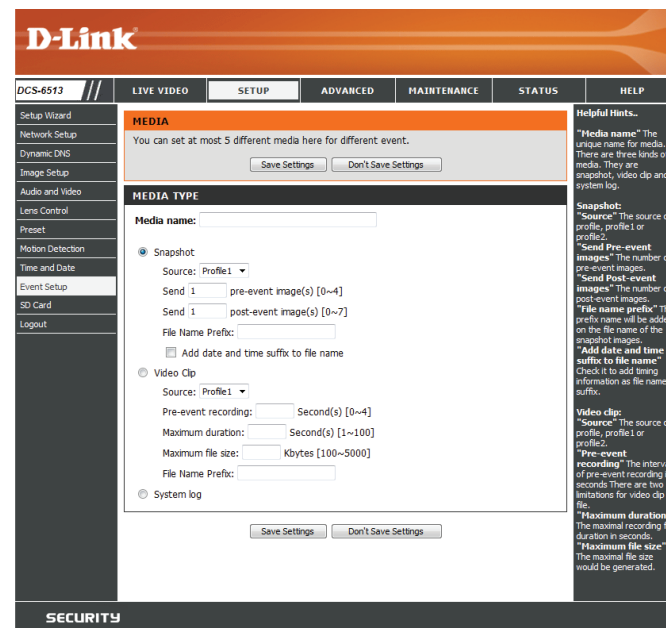 D-Link
DCS-6513
LIVE VIDEO SETUP ADVANCED MAINTENANCE STATUS HELP
Setup Wizard
Network Setup
Dynamic DNS
Image Setup
Audio and Video
Lens Control
Preset
Motion Detection
Time and Date
Event Setup
SD Card
Logout
MEDIA
You can set at most 5 different media here for different event.
Save Settings Don't Save Settings
MEDIA TYPE
Media name:
Snapshot
Source: Profile1
Send 1 pre-event image(s) [0~4]
Send 1 post-event image(s) [0~7]
File Name Prefix:
Add date and time suffix to file name
Video Clip
Source: Profile1
Pre-event recording: Second(s) [0~4]
Maximum duration: Second(s) [1~100]
Maximum file size: Kbytes [100~5000]
File Name Prefix:
System log
Save Settings Don't Save Settings
Helpful Hints..
"Media name" The
unique name for media.
There are three kinds
media. They are
snapshot, video clip and
system log.
Snapshot:
"Source" The source
profile, profile1 or
profile2.
"Send Pre-event
images" The number
pre-event images.
"Send Post-event
images" The number
post-event images.
"File name prefix"
prefix name will be
on the file name of the
snapshot images.
"Add date and time
suffix to file name"
Check it to add timing
information as file name
suffix.
Video clip:
"Source" The source
profile, profile1 or
profile2.
"Pre-event
recording" The
of pre-event recording
seconds There are two
limitations for video clip
file.
"Maximum duration
The maximal recording
duration in seconds.
"Maximum file size"
The maximal file size
would be generated.
SECURITY